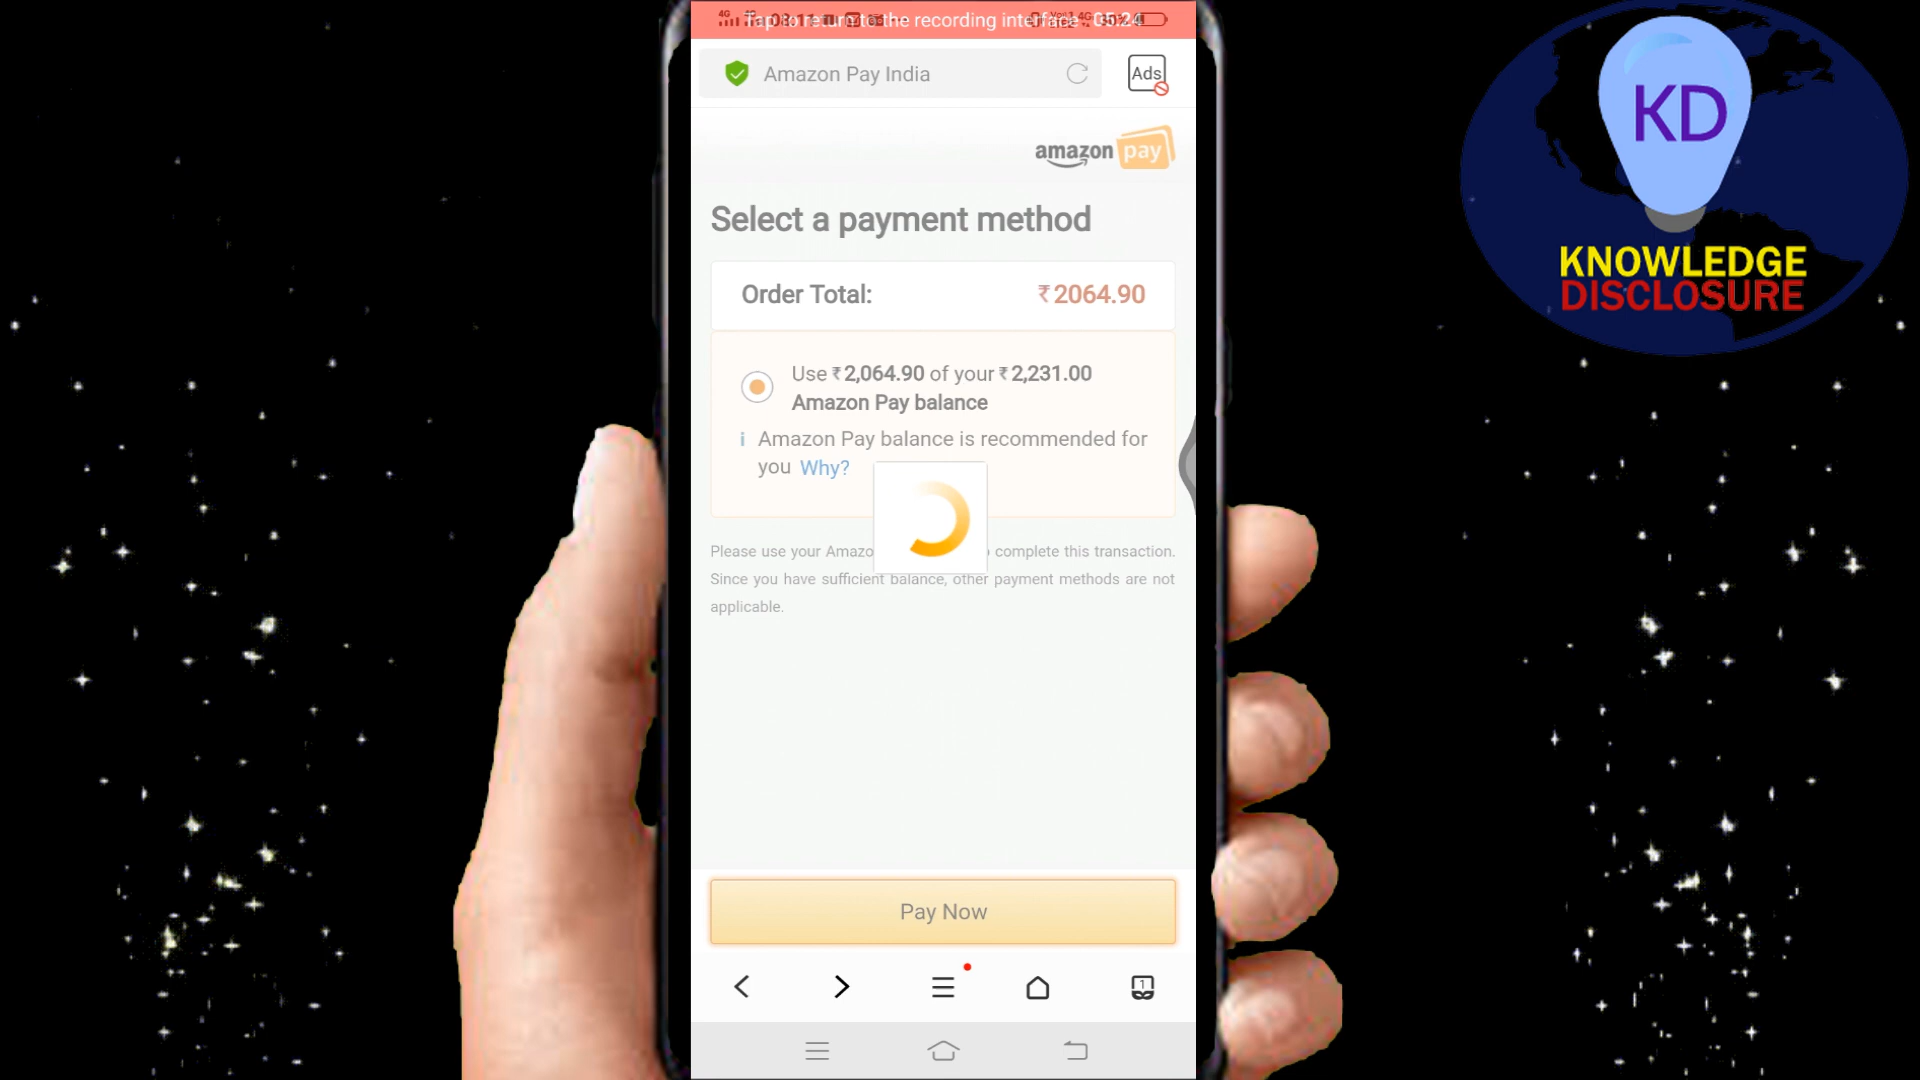 Tap to return to the recording interface 05:24
Amazon Pay India
Ads
amazon pay
Select a payment method
Order Total: ₹2064.90
Use ₹2,064.90 of your ₹2,231.00
Amazon Pay balance
i Amazon Pay balance is recommended for
you Why?
Please use your Amazo complete this transaction.
Since you have sufficient balance, other payment methods are not
applicable.
Pay Now
1
KD
KNOWLEDGE
DISCLOSURE